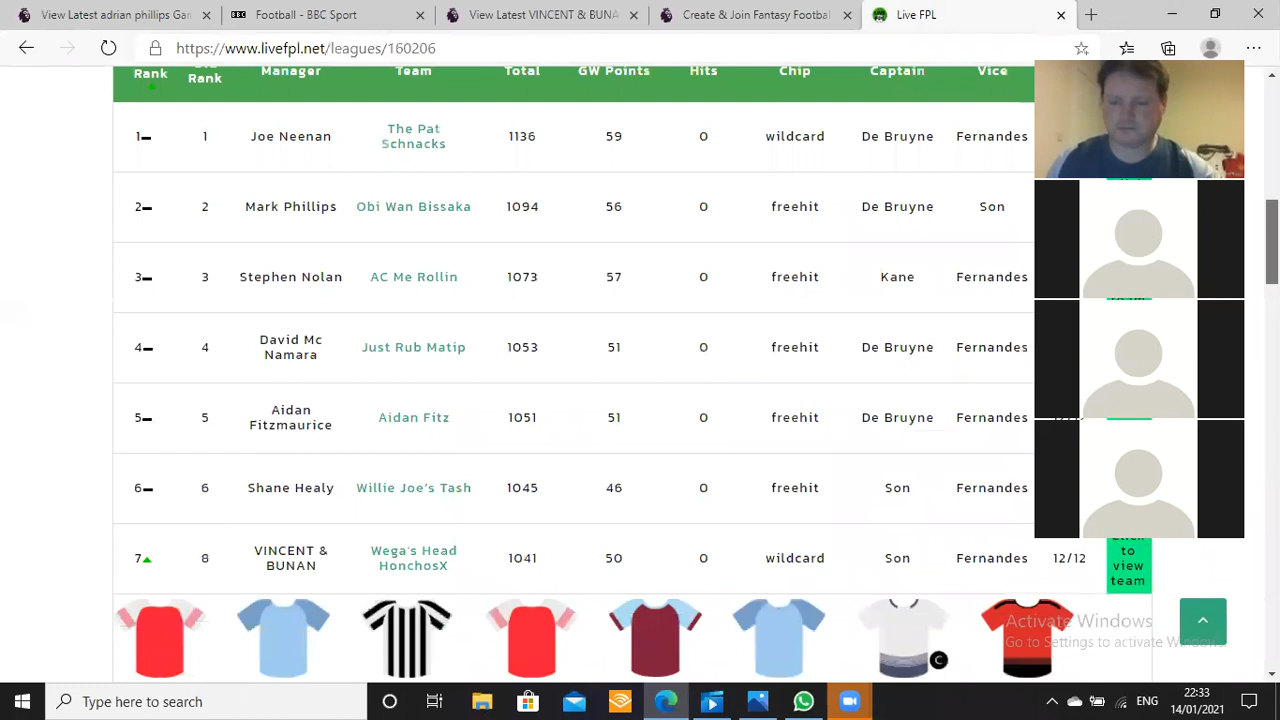 View Latest adrian phillips
Football - BBC Sport
View Latest VINCENT & BUNA
Create & Join Fantasy Football
Live FPL
https://www.livefpl.net/leagues/160206
Rank Rank Manager Team Total GW Points Hits Chip Captain Vice
1 1 Joe Neenan The Pat Schnacks 1136 59 0 wildcard De Bruyne Fernandes
2 2 Mark Phillips Obi Wan Bissaka 1094 56 0 freehit De Bruyne Son
3 3 Stephen Nolan AC Me Rollin 1073 57 0 freehit Kane Fernandes
4 4 David Mc Namara Just Rub Matip 1053 51 0 freehit De Bruyne Fernandes
5 5 Aidan Fitzmaurice Aidan Fitz 1051 51 0 freehit De Bruyne Fernandes
6 6 Shane Healy Willie Joe's Tash 1045 46 0 freehit Son Fernandes
7 8 VINCENT & BUNAN Wega's Head HonchosX 1041 50 0 wildcard Son Fernandes 12/12 Click to view team
C
Activate Windows
Go to Settings to activate Windows.
Type here to search
ENG
22:33
14/01/2021